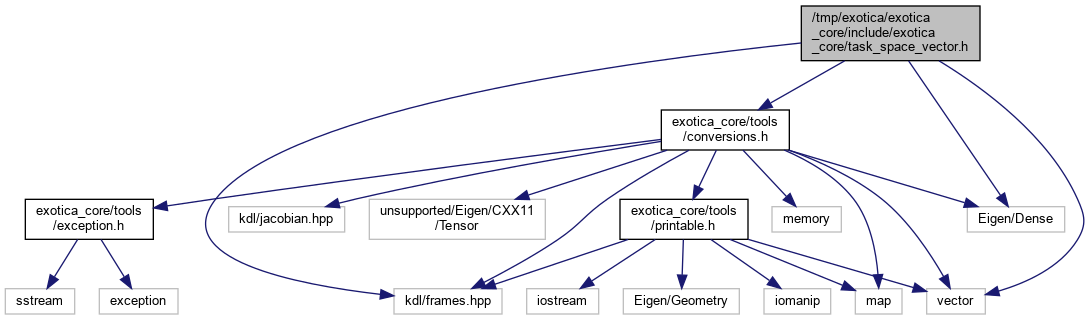 /tmp/exotica/exotica
_core/include/exotica
_core/task_space_vector.h
exotica_core/tools
/conversions.h
exotica_core/tools
/exception.h
kdl/jacobian.hpp
unsupported/Eigen/CXX11
/Tensor
exotica_core/tools
/printable.h
memory
Eigen/Dense
sstream
exception
kdl/frames.hpp
iostream
Eigen/Geometry
iomanip
map
vector